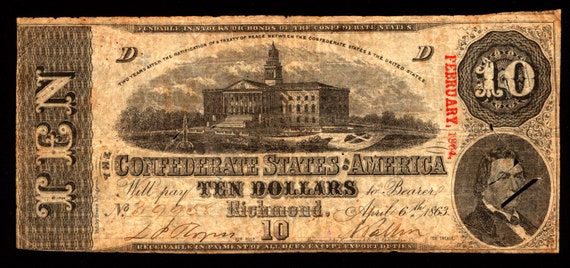 FUNDABLE IN STOCKS OR BONDS OF THE CONFEDERATE STATES
D D
TWO YEARS AFTER THE RATIFICATION OF A TREATY OF PEACE BETWEEN THE CONFEDERATE STATES & THE UNITED STATES
TEN
10
FEBRUARY, 1864.
THE CONFEDERATE STATES OF AMERICA
Will pay TEN DOLLARS to Bearer
No
Richmond, April 6th 1863
10
RECEIVABLE IN PAYMENT OF ALL DUES EXCEPT EXPORT DUTIES